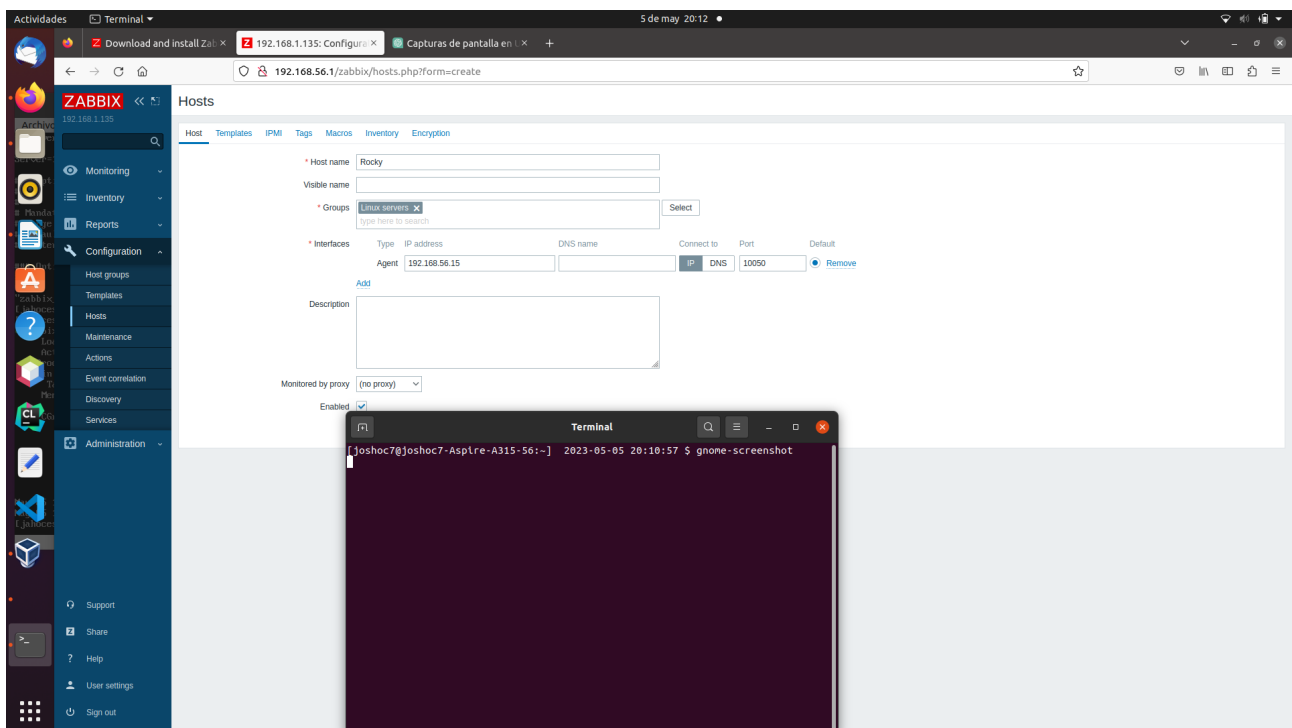 Actividades Terminal 5 de may 20:12
Download and install Zab
192.168.1.135: Configura
Capturas de pantalla en
192.168.56.1/zabbix/hosts.php?form=create
ZABBIX
192.168.1.135
Monitoring
Inventory
Reports
Configuration
Host groups
Templates
Hosts
Maintenance
Actions
Event correlation
Discovery
Services
Administration
Support
Share
Help
User settings
Sign out
Hosts
Host Templates IPMI Tags Macros Inventory Encryption
* Host name Rocky
Visible name
* Groups Linux servers Select
type here to search
* Interfaces Type IP address DNS name Connect to Port Default
Agent 192.168.56.15 IP DNS 10050 Remove
Add
Description
Monitored by proxy (no proxy)
Enabled
Terminal
[joshoc7@joshoc7-Aspire-A315-56:~] 2023-05-05 20:10:57 $ gnome-screenshot